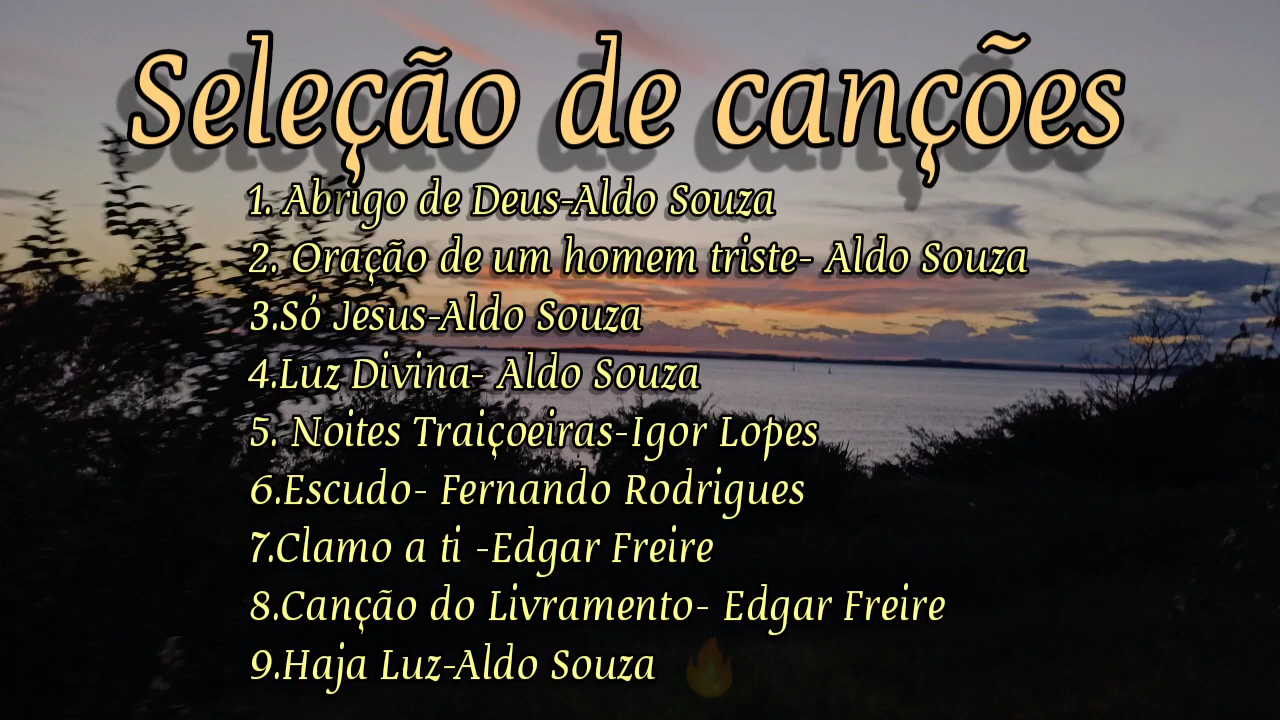 Seleção de canções
1. Abrigo de Deus-Aldo Souza
2. Oração de um homem triste- Aldo Souza
3.Só Jesus-Aldo Souza
4.Luz Divina- Aldo Souza
5. Noites Traiçoeiras-Igor Lopes
6.Escudo- Fernando Rodrigues
7.Clamo a ti -Edgar Freire
8.Canção do Livramento- Edgar Freire
9.Haja Luz-Aldo Souza